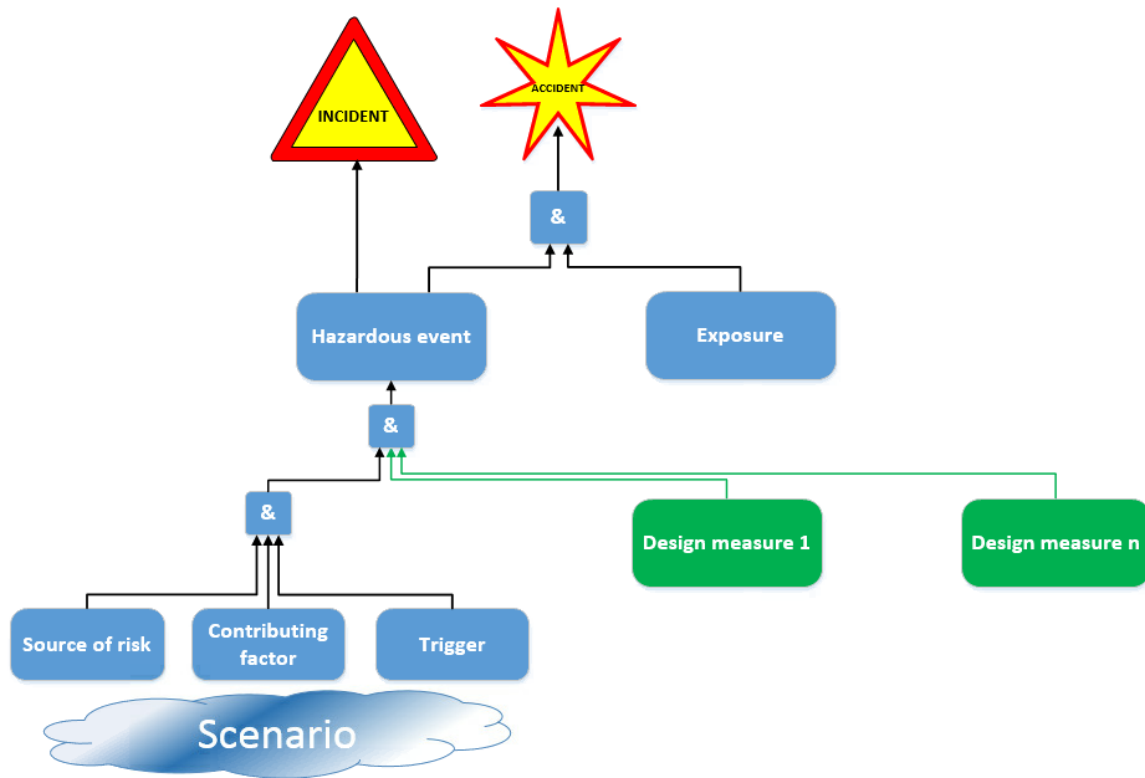 ACCIDENT
INCIDENT
&
Hazardous event
Exposure
&
&
Design measure 1
Design measure n
Source of risk
Contributing
factor
Trigger
Scenario